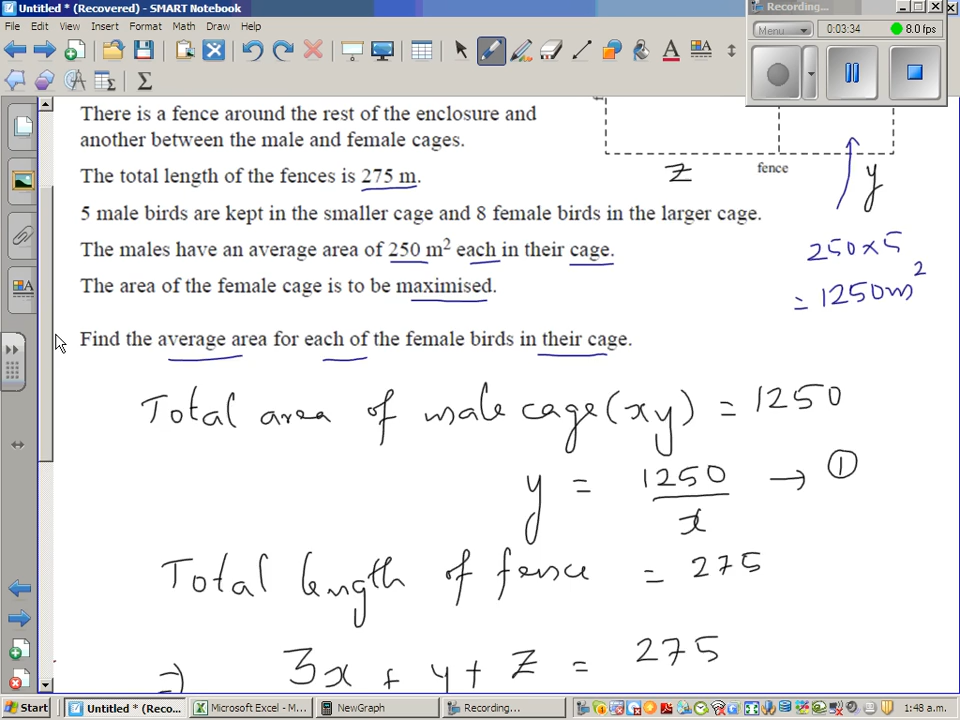 Untitled * (Recovered) - SMART Notebook
Recording...
File Edit View Insert Format Tools Draw Help
Menu
0:03:34
8.0 fps
There is a fence around the rest of the enclosure and
another between the male and female cages.
z
fence
y
The total length of the fences is 275 m.
5 male birds are kept in the smaller cage and 8 female birds in the larger cage.
The males have an average area of 250 m² each in their cage.
250 x 5
= 1250m²
The area of the female cage is to be maximised.
Find the average area for each of the female birds in their cage.
Total area of male cage (xy) = 1250
y = 1250/x → ①
Total length of fence = 275
⇒ 3x + y + z = 275
Start
Untitled * (Reco...
Microsoft Excel - M...
NewGraph
Recording...
1:48 a.m.